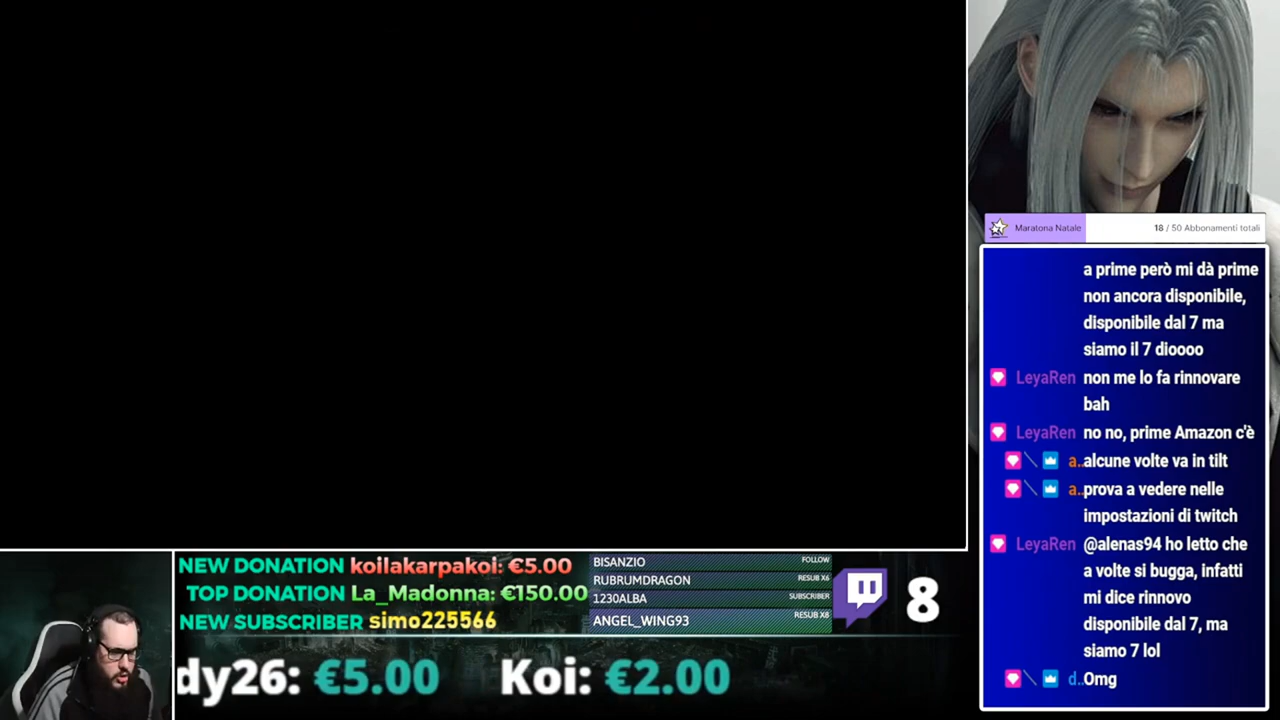 Maratona Natale
18 / 50 Abbonamenti totali
a prime però mi dà prime
non ancora disponibile,
disponibile dal 7 ma
siamo il 7 dioooo
LeyaRen non me lo fa rinnovare
bah
LeyaRen no no, prime Amazon c'è
a..alcune volte va in tilt
a..prova a vedere nelle
impostazioni di twitch
LeyaRen @alenas94 ho letto che
a volte si bugga, infatti
mi dice rinnovo
disponibile dal 7, ma
siamo 7 lol
d..Omg
NEW DONATION koilakarpakoi: €5.00
TOP DONATION La_Madonna: €150.00
NEW SUBSCRIBER simo225566
BISANZIO FOLLOW
RUBRUMDRAGON RESUB X6
1230ALBA SUBSCRIBER
ANGEL_WING93 RESUB X8
8
dy26: €5.00 Koi: €2.00